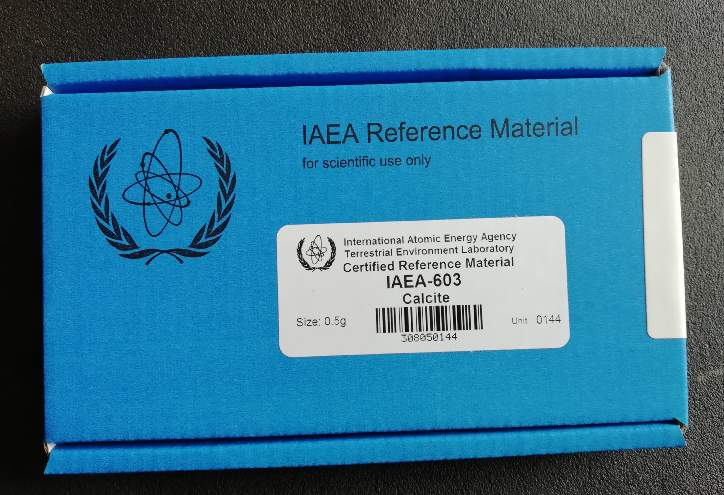 IAEA Reference Material
for scientific use only
International Atomic Energy Agency
Terrestrial Environment Laboratory
Certified Reference Material
IAEA-603
Calcite
Size: 0.5g
Unit 0144
308050144